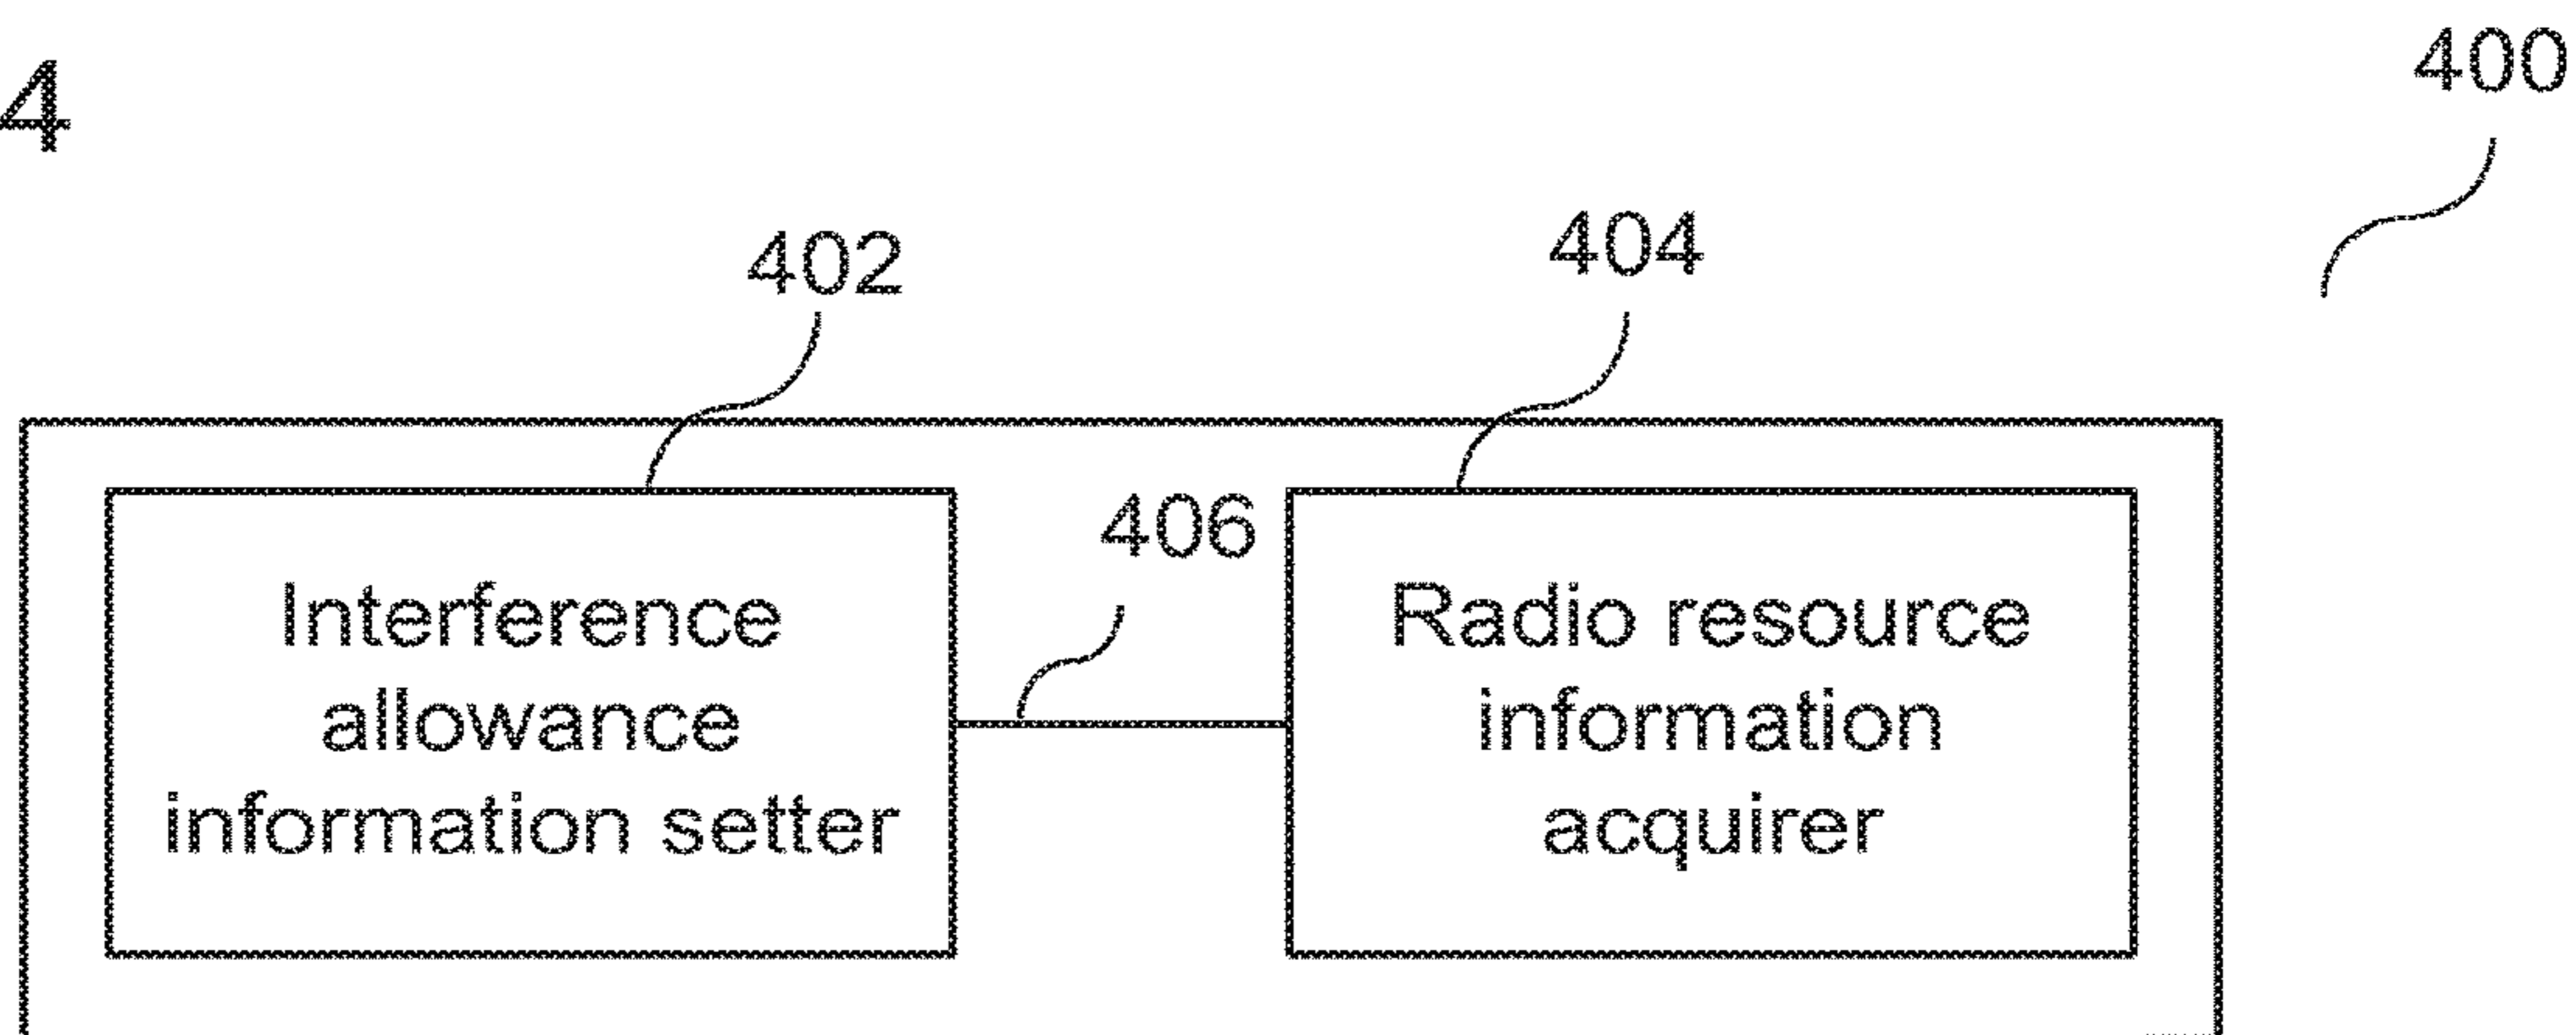 4
400
402
404
406
Interference
allowance
information setter
Radio resource
information
acquirer